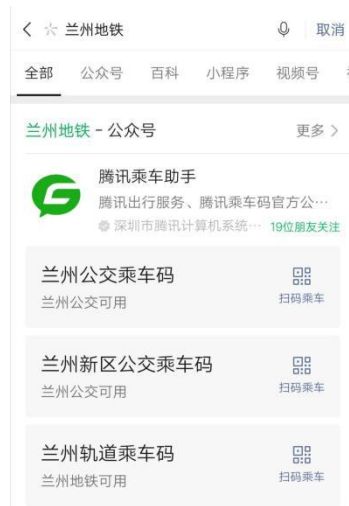 兰州地铁 取消
全部 公众号 百科 小程序 视频号
兰州地铁 - 公众号 更多
腾讯乘车助手
腾讯出行服务、腾讯乘车码官方公…
深圳市腾讯计算机系统… 19位朋友关注
兰州公交乘车码
兰州公交可用
扫码乘车
兰州新区公交乘车码
兰州公交可用
扫码乘车
兰州轨道乘车码
兰州地铁可用
扫码乘车